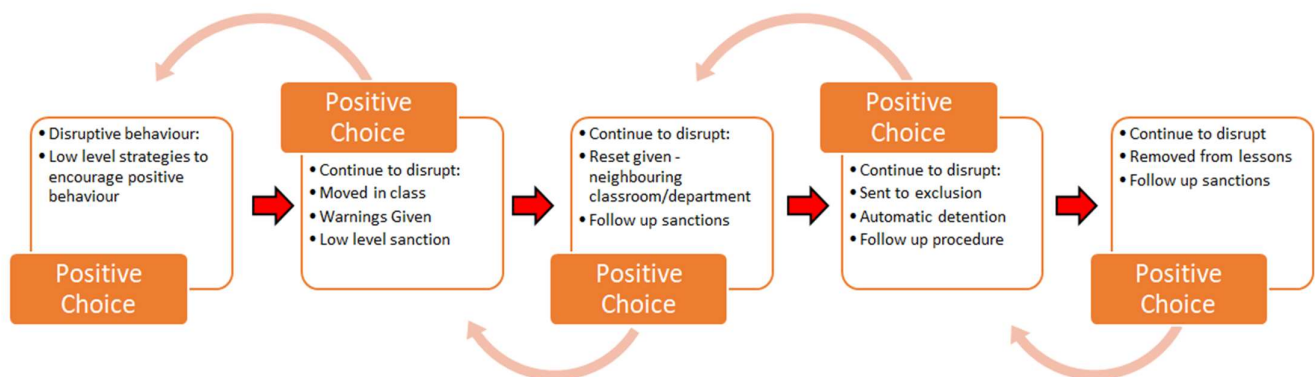 • Disruptive behaviour:
• Low level strategies to
encourage positive
behaviour
Positive
Choice
Positive
Choice
• Continue to disrupt:
• Moved in class
• Warnings Given
• Low level sanction
• Continue to disrupt:
• Reset given -
neighbouring
classroom/department
• Follow up sanctions
Positive
Choice
Positive
Choice
• Continue to disrupt:
• Sent to exclusion
• Automatic detention
• Follow up procedure
• Continue to disrupt
• Removed from lessons
• Follow up sanctions
Positive
Choice